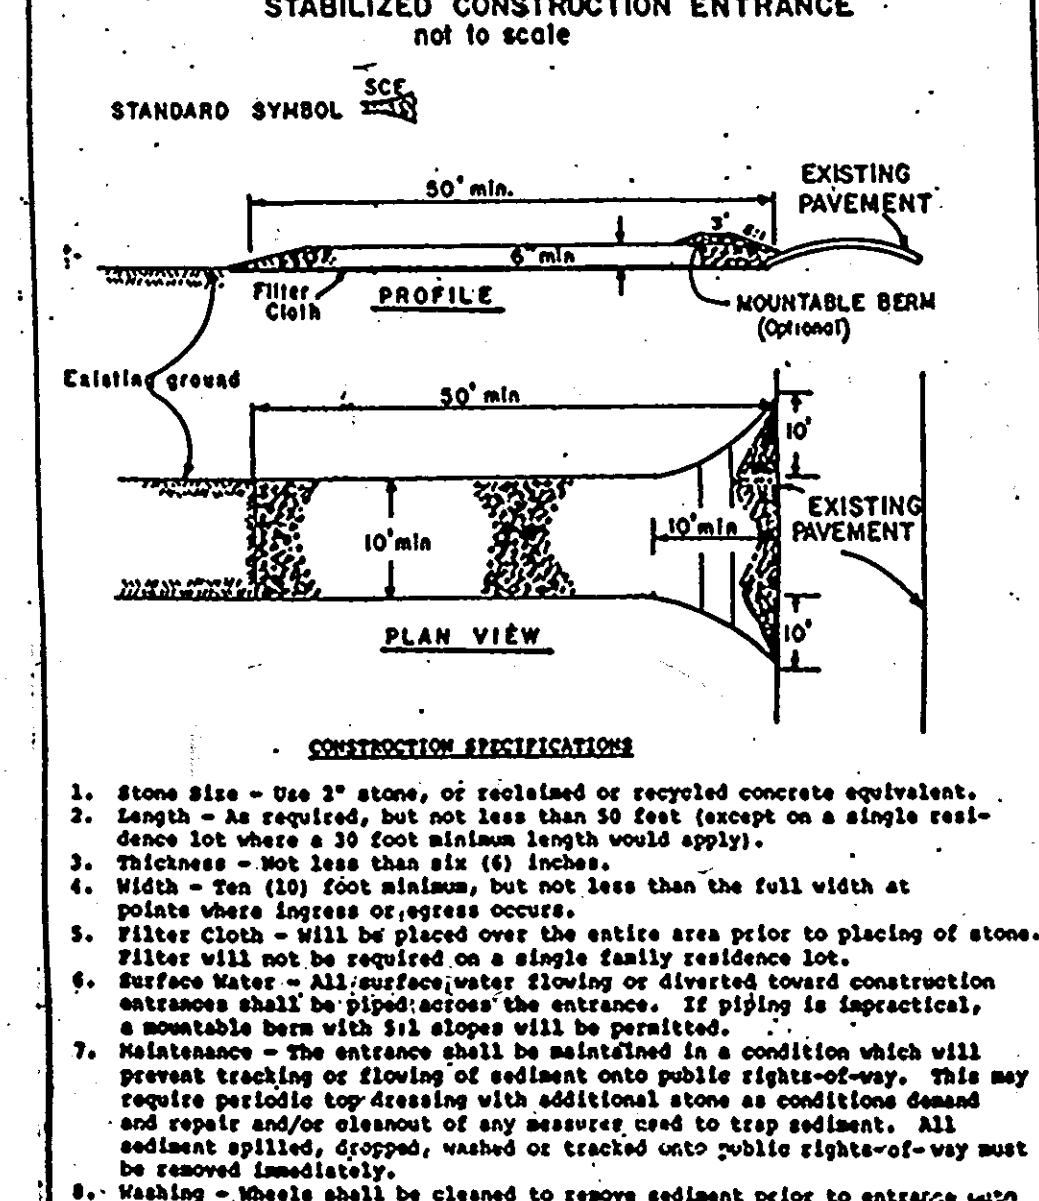 STABILIZED CONSTRUCTION ENTRANCE
not to scale
SCE
STANDARD SYMBOL
50' min.
EXISTING
PAVEMENT
3'
6" min
Filter
Cloth
PROFILE
MOUNTABLE BERM
(Optional)
Existing ground
50' min
10'
EXISTING
PAVEMENT
10' min
10' min
10'
PLAN VIEW
CONSTRUCTION SPECIFICATIONS
1. Stone Size - Use 2" stone, or reclaimed or recycled concrete equivalent.
2. Length - As required, but not less than 50 feet (except on a single resi-
dence lot where a 30 foot minimum length would apply).
3. Thickness - Not less than six (6) inches.
4. Width - Ten (10) foot minimum, but not less than the full width at
points where ingress or egress occurs.
5. Filter Cloth - Will be placed over the entire area prior to placing of stone.
Filter will not be required on a single family residence lot.
6. Surface Water - All surface water flowing or diverted toward construction
entrances shall be piped across the entrance. If piping is impractical,
a mountable berm with 5:1 slopes will be permitted.
7. Maintenance - The entrance shall be maintained in a condition which will
prevent tracking or flowing of sediment onto public rights-of-way. This may
require periodic top dressing with additional stone as conditions demand
and repair and/or cleanout of any measures used to trap sediment. All
sediment spilled, dropped, washed or tracked onto public rights-of-way must
be removed immediately.
8. Washing - Wheels shall be cleaned to remove sediment prior to entrance onto